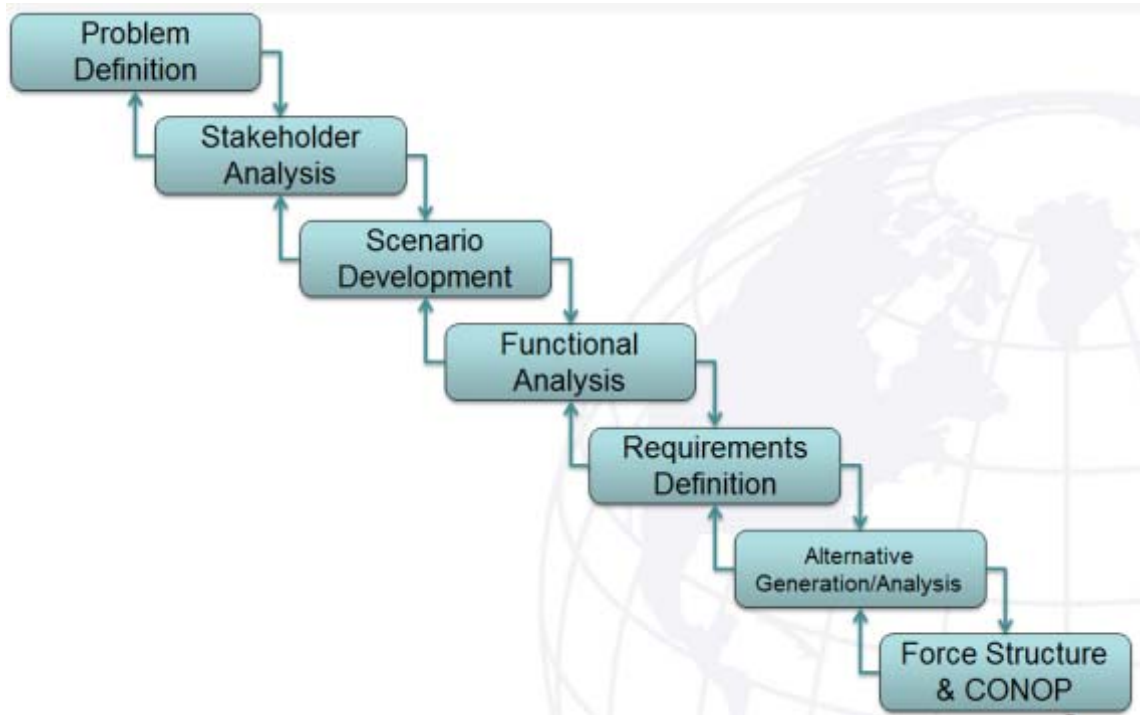 Problem
Definition
Stakeholder
Analysis
Scenario
Development
Functional
Analysis
Requirements
Definition
Alternative
Generation/Analysis
Force Structure
& CONOP